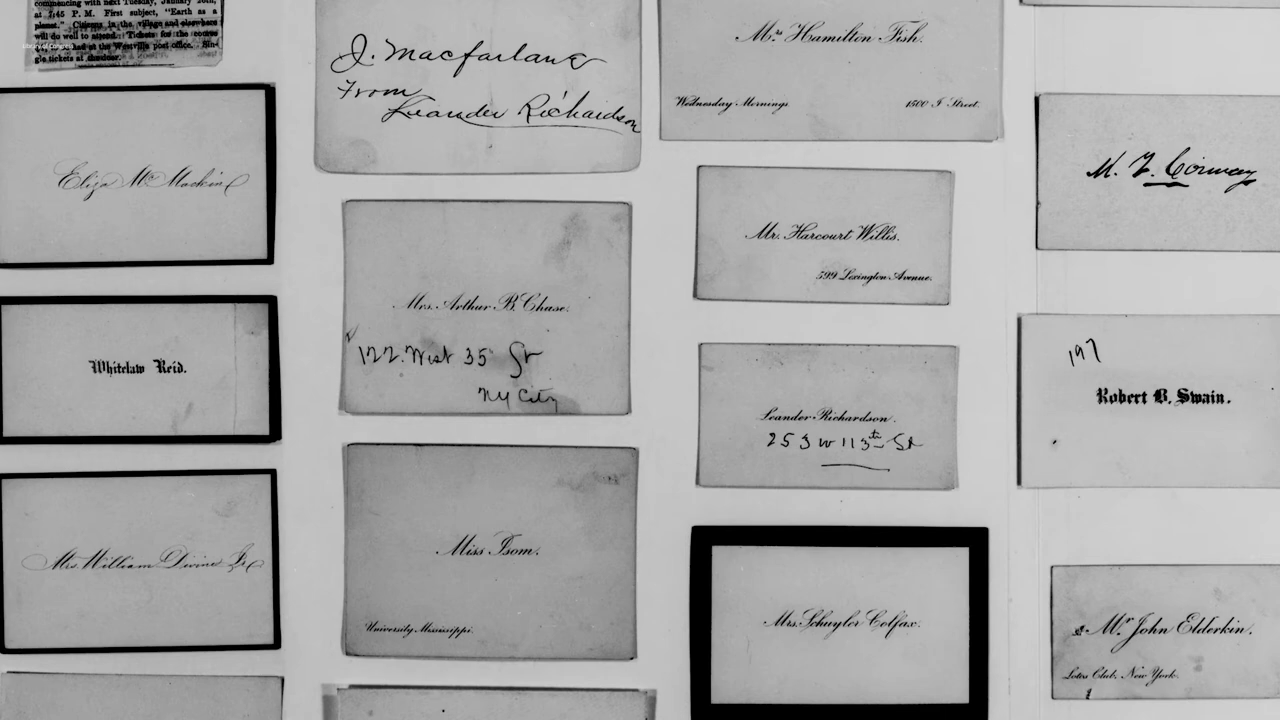 commencing with next Tuesday, January 26th,
at 7:45 P. M. First subject, "Earth as a
planet." Citizens in the village and elsewhere
will do well to attend. Tickets for the course
had at the Westville post office. Sin-
gle tickets at the door.
Library of Congress
Eliza McMackin
Whitelaw Reid.
Mrs. William Divine Jr.
J. Macfarlane
From
Leander Richardson
Mrs. Arthur B. Chase.
122. West 35 St
NY City
Miss Isom.
University Mississippi.
Mrs. Hamilton Fish.
Wednesday Mornings
1500 I Street.
Mr. Harcourt Willis.
599 Lexington Avenue.
Leander Richardson.
253 W 113th St
Mrs. Schuyler Colfax.
M. F. Conway
197
Robert B. Swain.
Mr. John Elderkin.
Lotos Club, New York.